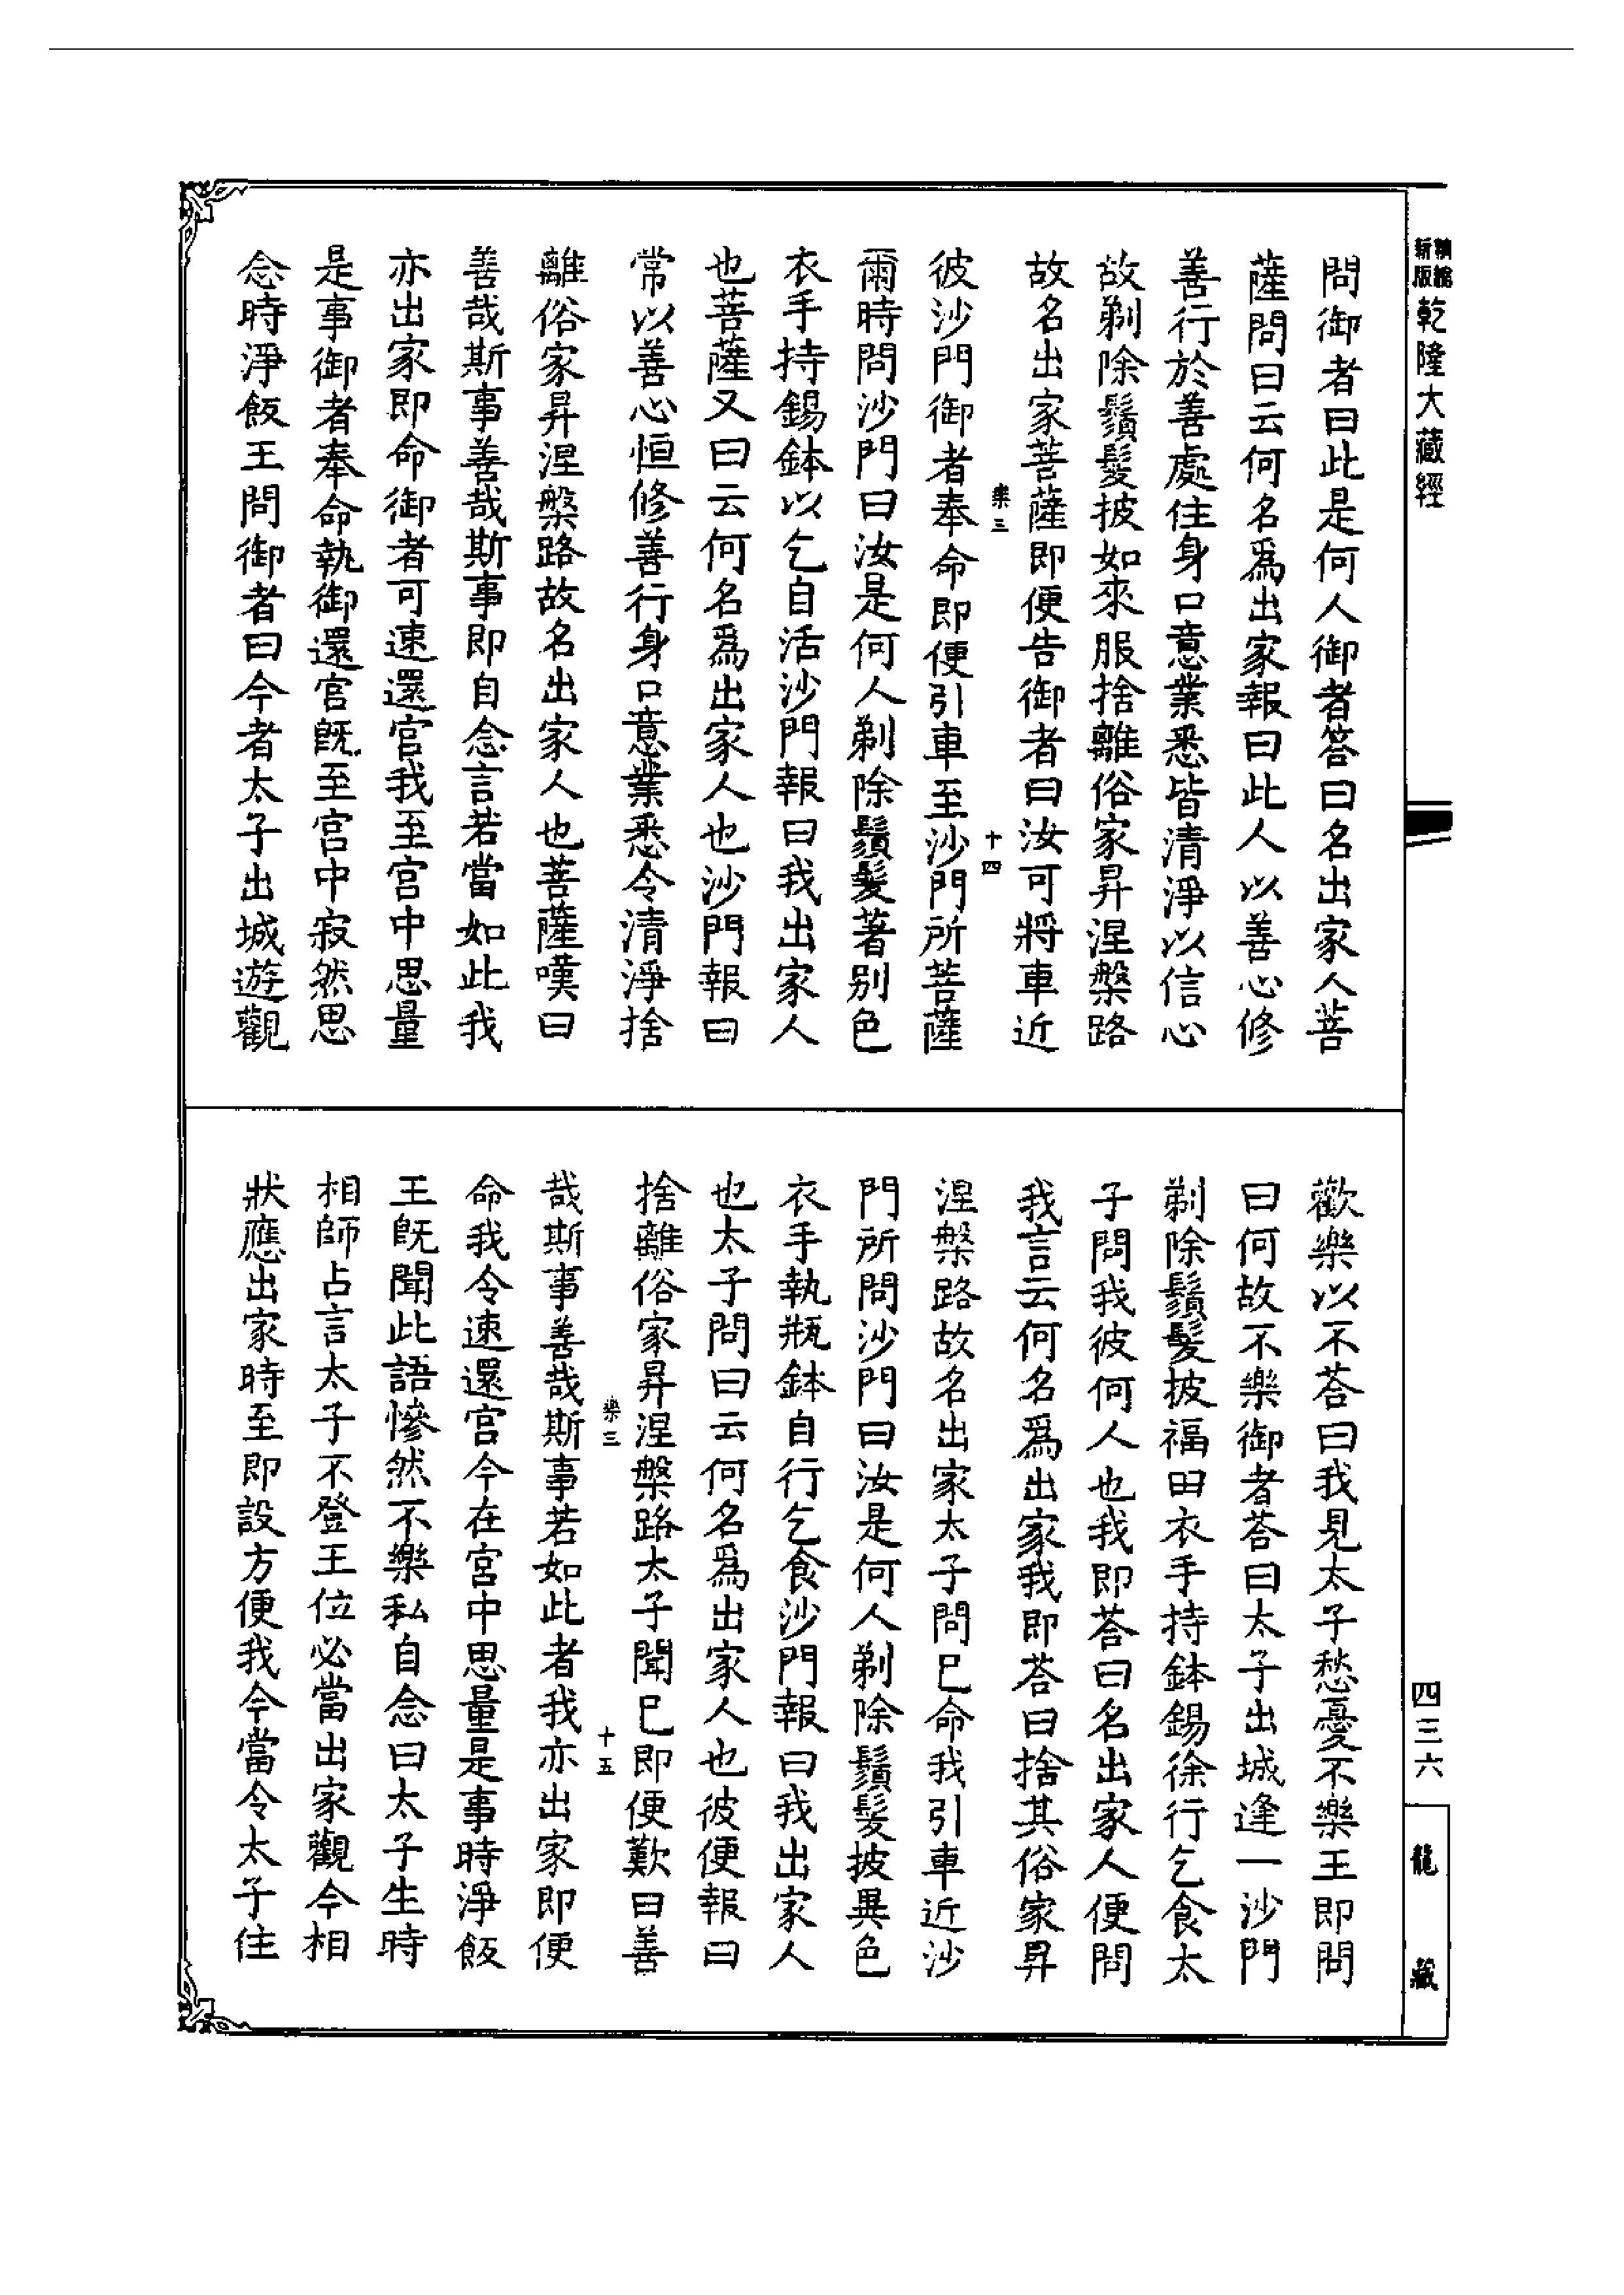 精縮新版乾隆大藏經
問御者曰此是何人御者答曰名出家人菩
薩問曰云何名爲出家報曰此人以善心修
善行於善處住身口意業悉皆清淨以信心
故剃除鬚髮披如來服捨離俗家昇涅槃路
故名出家菩薩即便告御者曰汝可將車近
樂三 十四
彼沙門御者奉命即便引車至沙門所菩薩
爾時問沙門曰汝是何人剃除鬚髮著別色
衣手持錫鉢以乞自活沙門報曰我出家人
也菩薩又曰云何名爲出家人也沙門報曰
常以善心恒修善行身口意業悉令清淨捨
離俗家昇涅槃路故名出家人也菩薩嘆曰
善哉斯事善哉斯事即自念言若當如此我
亦出家即命御者可速還宮我至宮中思量
是事御者奉命執御還宮旣至宮中寂然思
念時淨飯王問御者曰今者太子出城遊觀
歡樂以不荅曰我見太子愁憂不樂王即問
曰何故不樂御者荅曰太子出城逢一沙門
剃除鬚髮披福田衣手持鉢錫徐行乞食太
子問我彼何人也我即荅曰名出家人便問
我言云何名爲出家我即荅曰捨其俗家昇
涅槃路故名出家太子問已命我引車近沙
門所問沙門曰汝是何人剃除鬚髮披異色
衣手執瓶鉢自行乞食沙門報曰我出家人
也太子問曰云何名爲出家人也彼便報曰
捨離俗家昇涅槃路太子聞已即便歎曰善
樂三 十五
哉斯事善哉斯事若如此者我亦出家即便
命我令速還宮今在宮中思量是事時淨飯
王旣聞此語慘然不樂私自念曰太子生時
相師占言太子不登王位必當出家觀今相
狀應出家時至即設方便我今當令太子住
四三六
龍藏